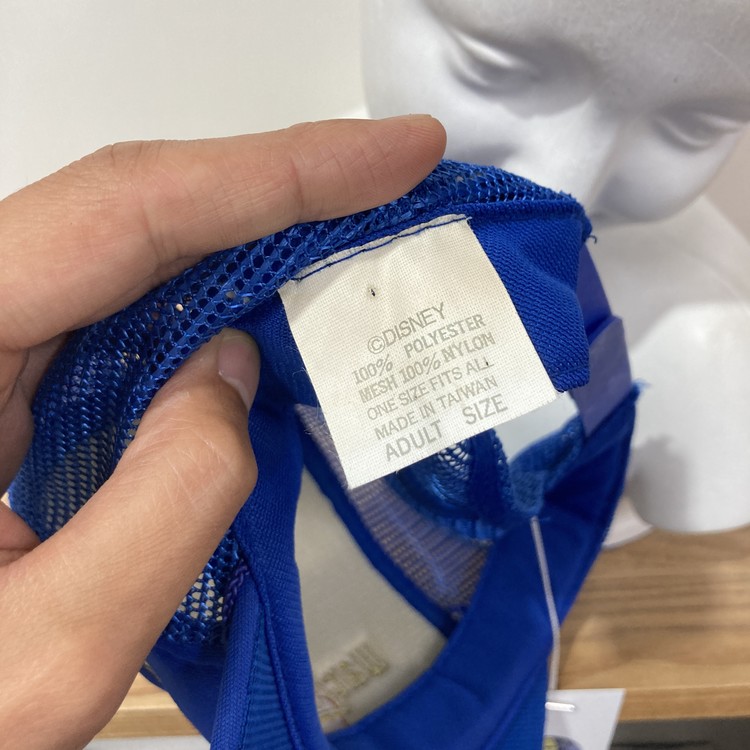 ©DISNEY
100% POLYESTER
MESH 100% NYLON
ONE SIZE FITS ALL
MADE IN TAIWAN
ADULT SIZE